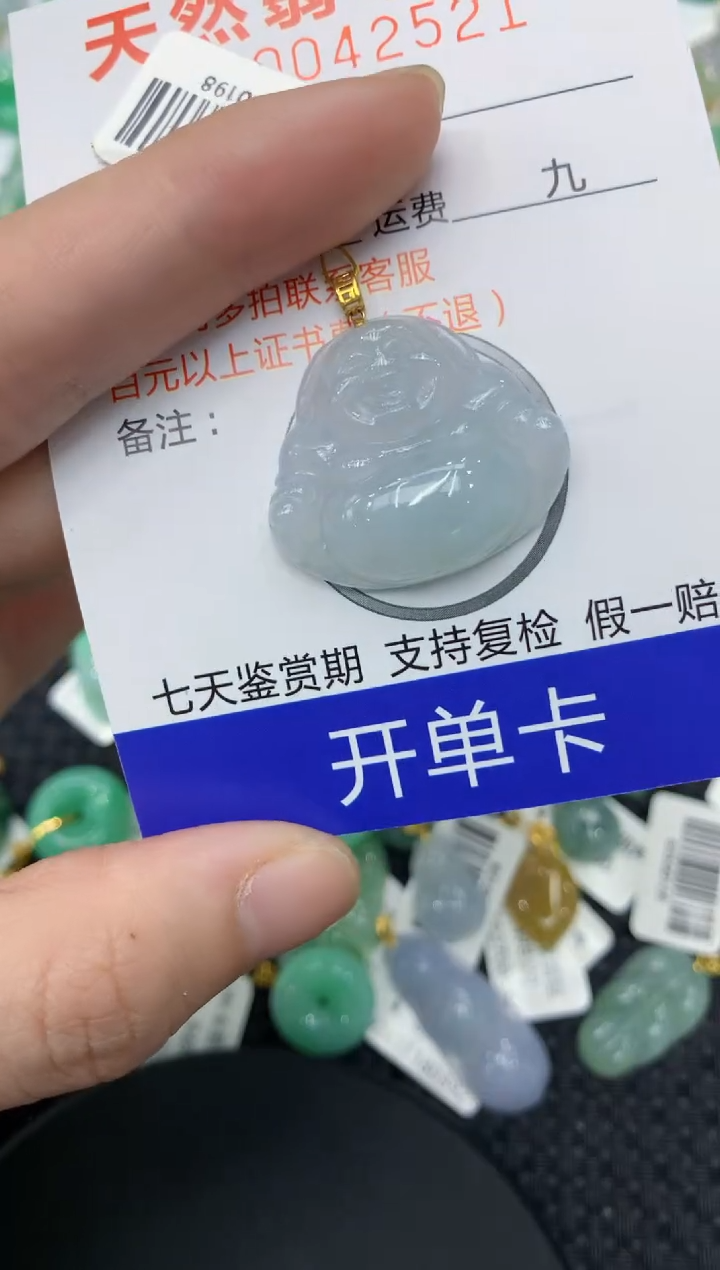 天然翡
0042521
0198
运费 九
多拍联系客服
百元以上证书费(不退)
备注：
七天鉴赏期 支持复检 假一赔
开单卡